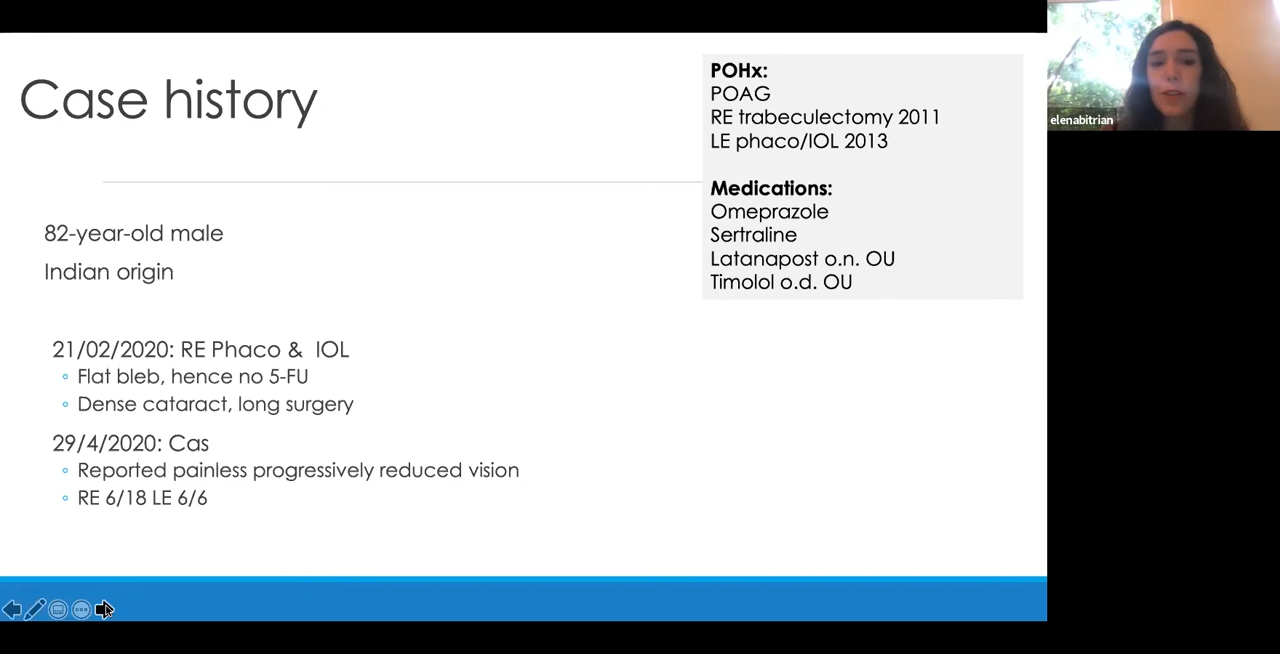 Case history
POHx:
POAG
RE trabeculectomy 2011
LE phaco/IOL 2013
Medications:
Omeprazole
Sertraline
Latanapost o.n. OU
Timolol o.d. OU
82-year-old male
Indian origin
21/02/2020: RE Phaco & IOL
◦ Flat bleb, hence no 5-FU
◦ Dense cataract, long surgery
29/4/2020: Cas
◦ Reported painless progressively reduced vision
◦ RE 6/18 LE 6/6
elenabitrian